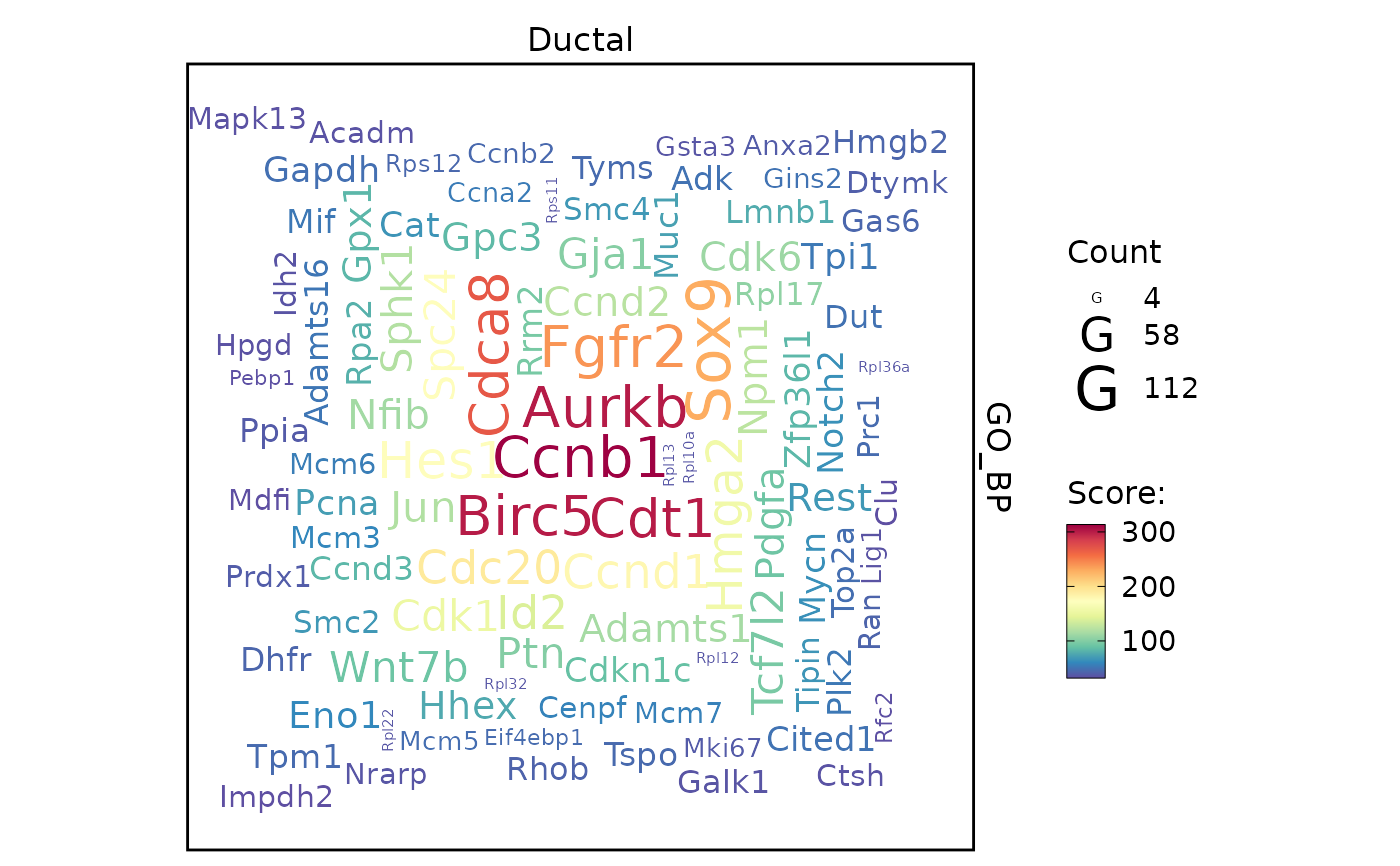 Ductal
Mapk13
Acadm
Gapdh
Rps12
Ccnb2
Tyms
Gsta3
Anxa2
Hmgb2
Ccna2
Rps11
Adk
Gins2
Dtymk
Mif
Gpx1
Cat
Gpc3
Smc4
Muc1
Lmnb1
Gas6
Gja1
Cdk6
Tpi1
Idh2
Adamts16
Rpa2
Sphk1
Spc24
Cdca8
Rrm2
Ccnd2
Sox9
Rpl17
Dut
Hpgd
Pebp1
Fgfr2
Npm1
Zfp36l1
Notch2
Rpl36a
Nfib
Aurkb
Prc1
Ppia
Mcm6
Hes1
Ccnb1
Rpl13
Rpl10a
Hmga2
Mdfi
Pcna
Jun
Birc5
Cdt1
Pdgfa
Rest
Clu
Mcm3
Prdx1
Ccnd3
Cdc20
Ccnd1
Mycn
Top2a
Lig1
Smc2
Cdk1
Id2
Adamts1
Tcf7l2
Ran
Dhfr
Wnt7b
Ptn
Cdkn1c
Rpl12
Tipin
Plk2
Rpl32
Eno1
Rpl22
Hhex
Cenpf
Mcm7
Rfc2
Tpm1
Mcm5
Eif4ebp1
Tspo
Mki67
Cited1
Nrarp
Rhob
Galk1
Ctsh
Impdh2
GO_BP
Count
G 4
G 58
G 112
Score:
300
200
100